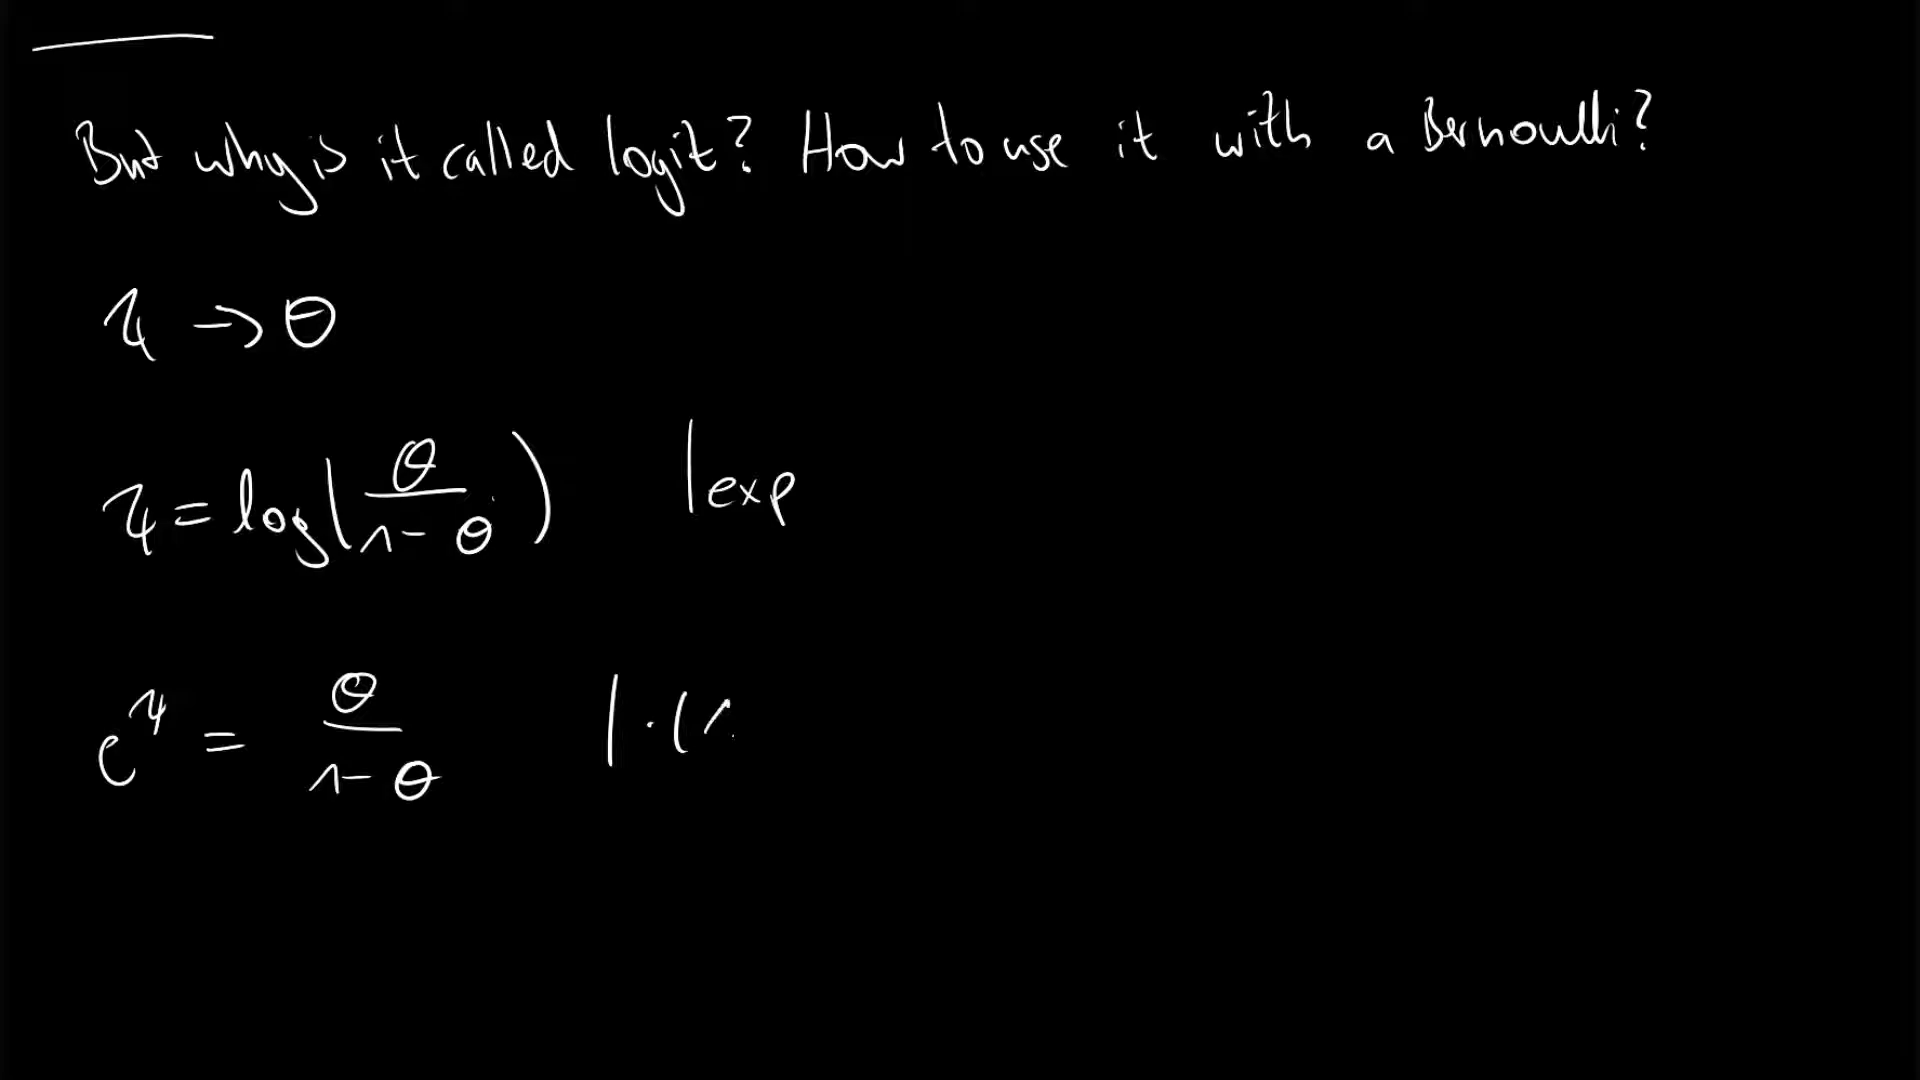 But why is it called logit? How to use it with a Bernoulli?
η → θ
η = log(θ/(1-θ)) | exp
e^η = θ/(1-θ) | ·(1